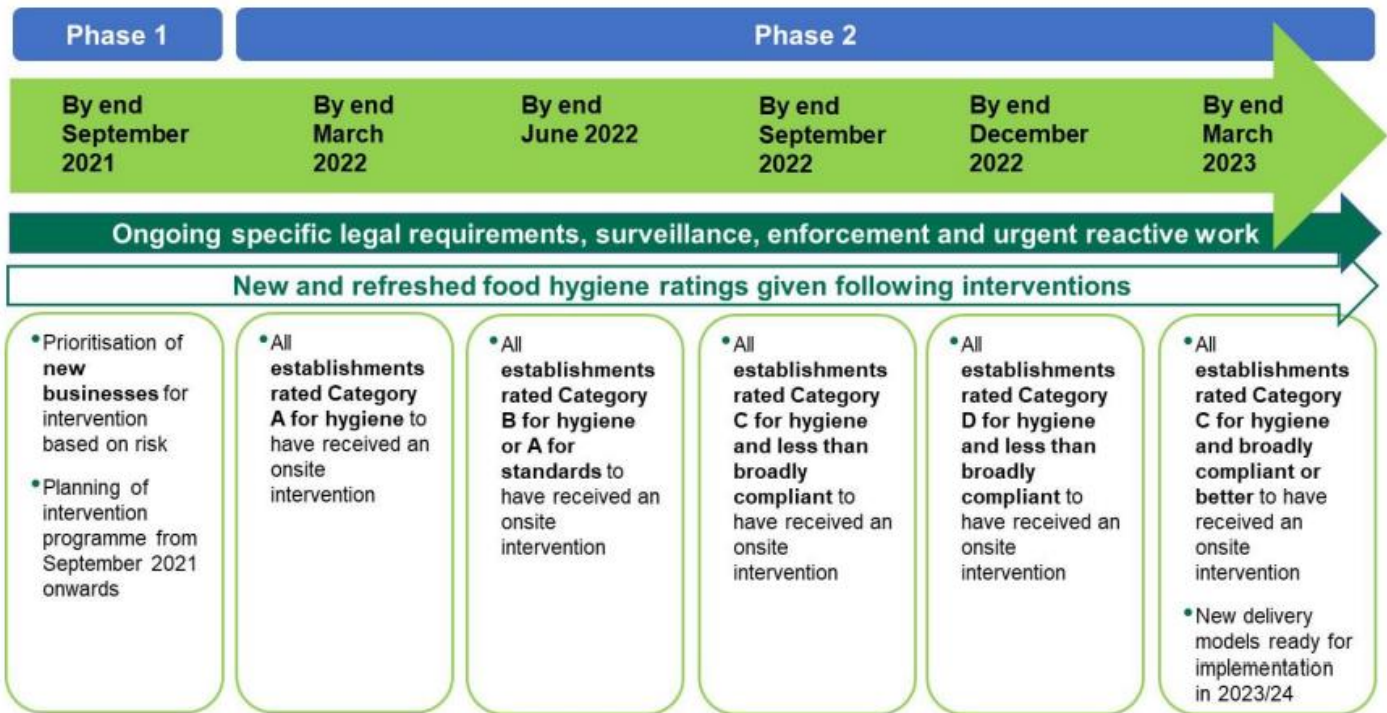 Phase 1
Phase 2
By end
September
2021
By end
March
2022
By end
June 2022
By end
September
2022
By end
December
2022
By end
March
2023
Ongoing specific legal requirements, surveillance, enforcement and urgent reactive work
New and refreshed food hygiene ratings given following interventions
•Prioritisation of
new
businesses for
intervention
based on risk
•Planning of
intervention
programme from
September 2021
onwards
•All
establishments
rated Category
A for hygiene to
have received an
onsite
intervention
•All
establishments
rated Category
B for hygiene
or A for
standards to
have received an
onsite
intervention
•All
establishments
rated Category
C for hygiene
and less than
broadly
compliant to
have received an
onsite
intervention
•All
establishments
rated Category
D for hygiene
and less than
broadly
compliant to
have received an
onsite
intervention
•All
establishments
rated Category
C for hygiene
and broadly
compliant or
better to have
received an
onsite
intervention
•New delivery
models ready for
implementation
in 2023/24